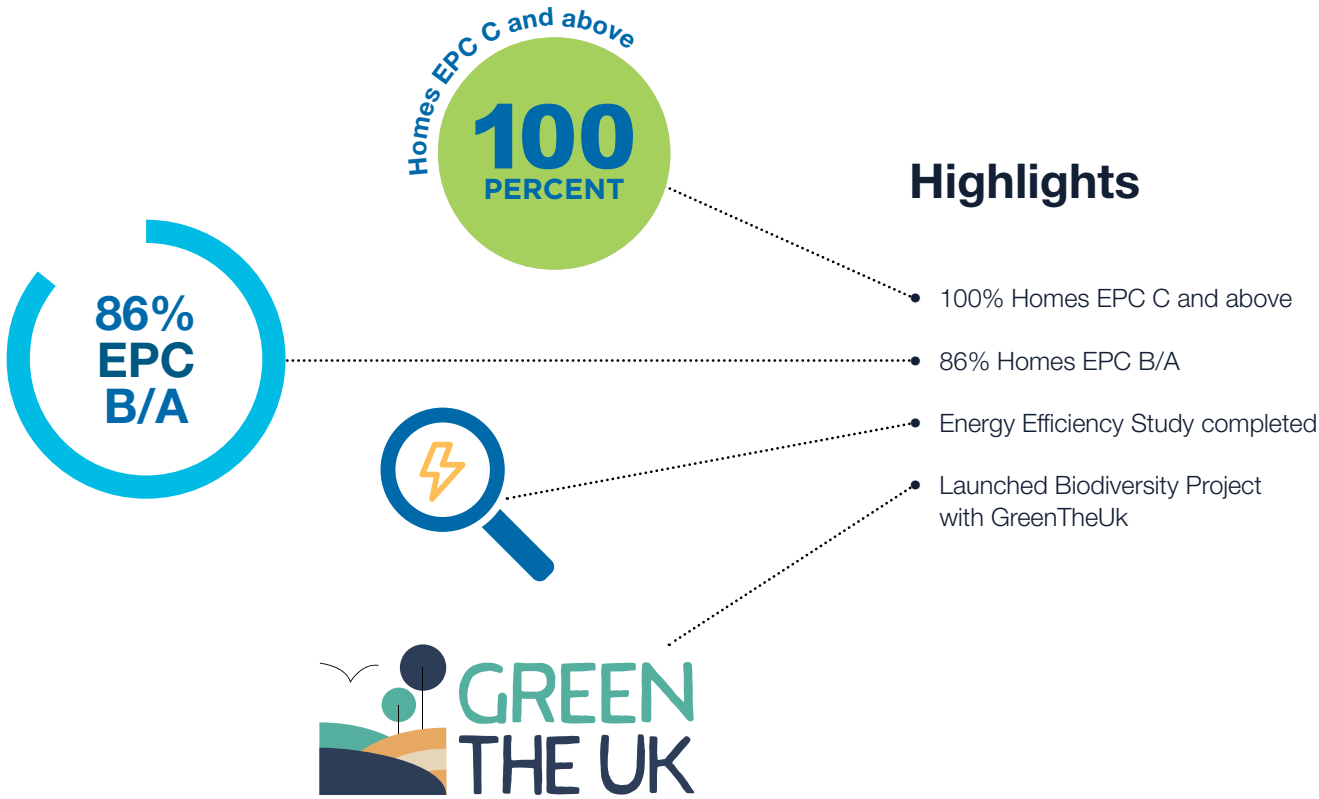 Homes EPC C and above
100
PERCENT
Highlights
86%
EPC
B/A
100% Homes EPC C and above
86% Homes EPC B/A
Energy Efficiency Study completed
Launched Biodiversity Project
with GreenTheUk
GREEN
THE UK